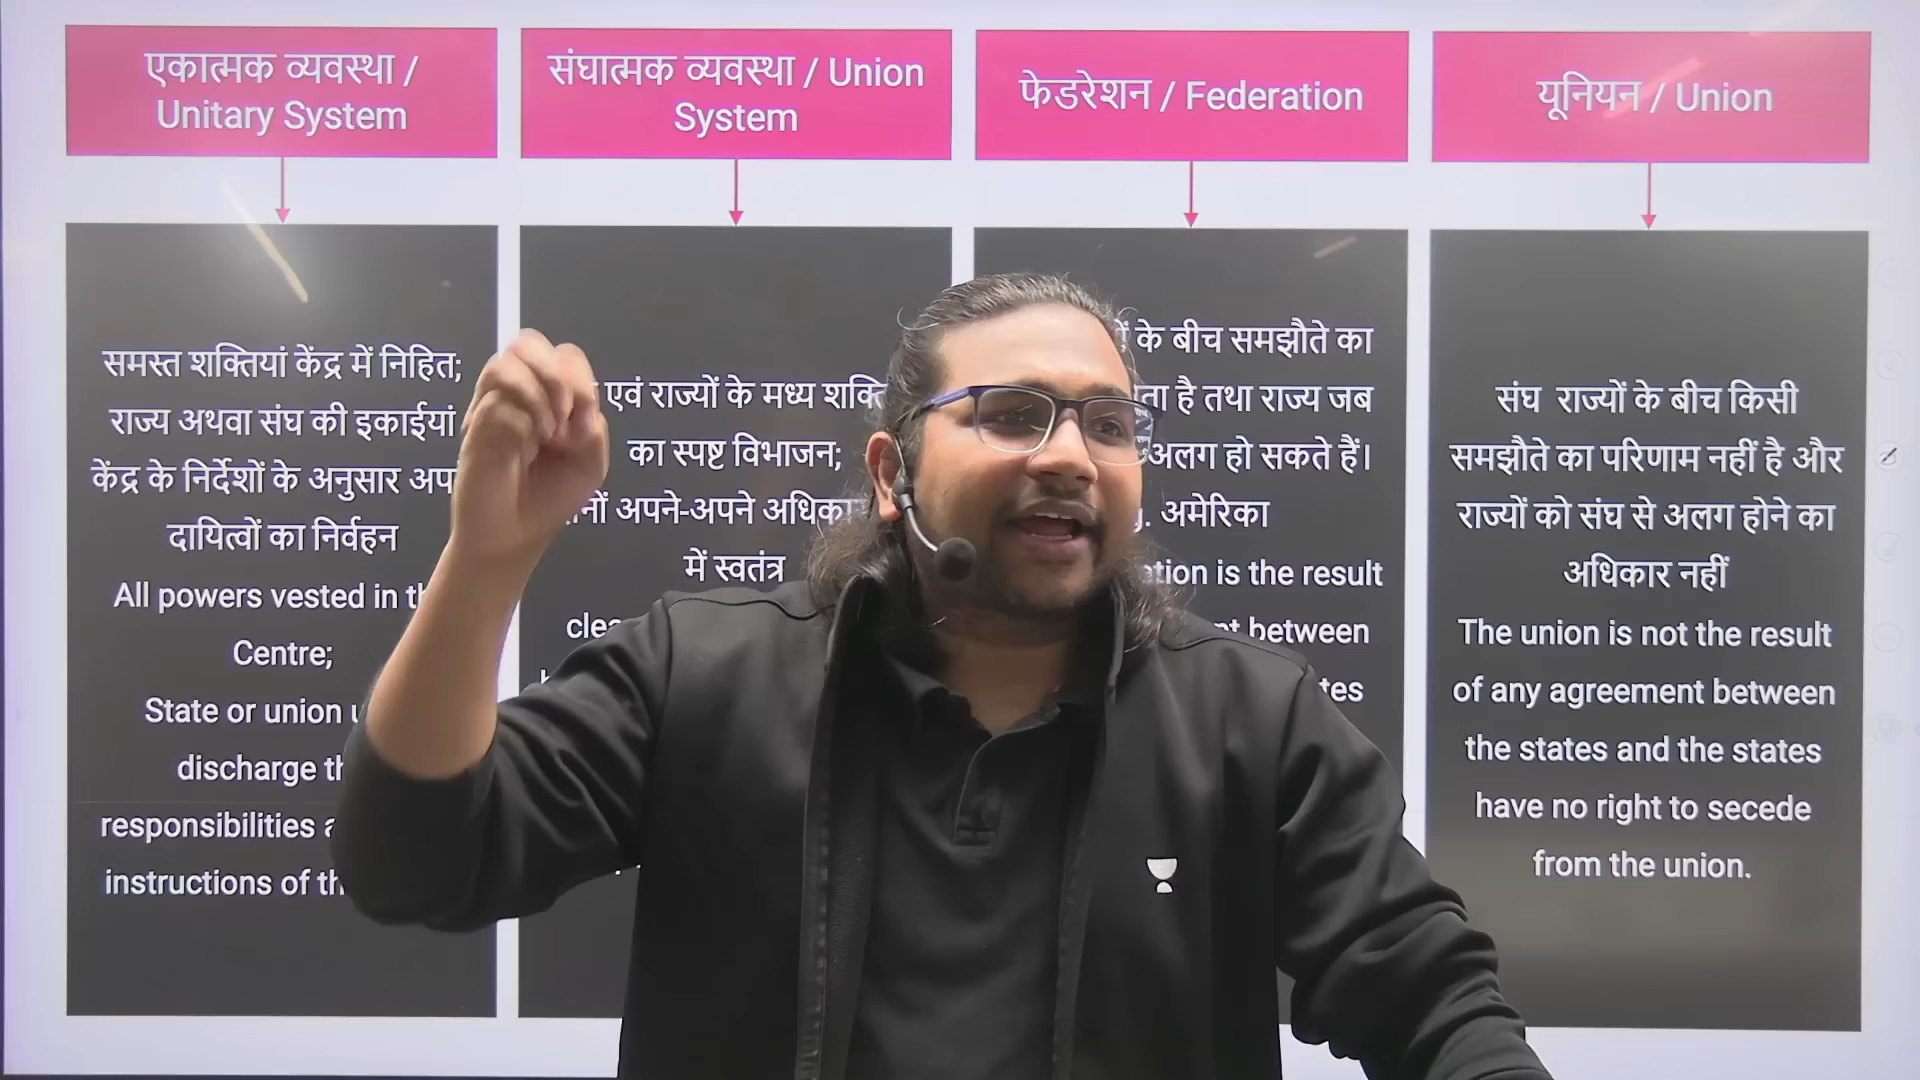 एकात्मक व्यवस्था /
Unitary System
समस्त शक्तियां केंद्र में निहित;
राज्य अथवा संघ की इकाईयां
केंद्र के निर्देशों के अनुसार
दायित्वों का निर्वहन
All powers vested in
Centre;
State or union
discharge
responsibilities
instructions of
संघात्मक व्यवस्था / Union
System
एवं राज्यों के मध्य
का स्पष्ट विभाजन;
अपने-अपने
में स्वतंत्र
फेडरेशन / Federation
के बीच समझौते का
है तथा राज्य जब
अलग हो सकते हैं।
अमेरिका
is the result
between
यूनियन / Union
संघ राज्यों के बीच किसी
समझौते का परिणाम नहीं है और
राज्यों को संघ से अलग होने का
अधिकार नहीं
The union is not the result
of any agreement between
the states and the states
have no right to secede
from the union.